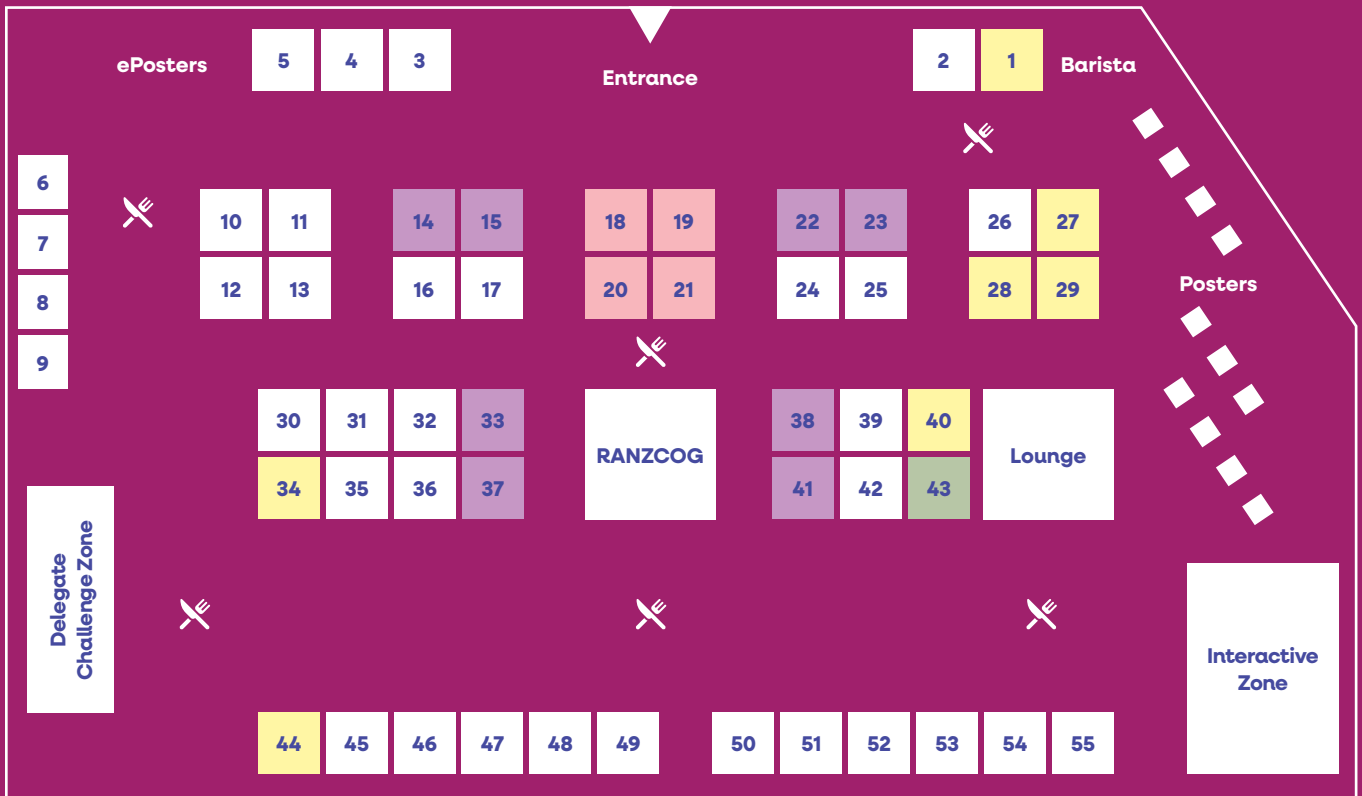 ePosters
5 4 3
Entrance
2 1
Barista
6
7
8
9
10 11
12 13
14 15
16 17
18 19
20 21
22 23
24 25
26 27
28 29
Posters
30 31 32 33
34 35 36 37
RANZCOG
38 39 40
41 42 43
Lounge
Delegate
Challenge Zone
Interactive
Zone
44 45 46 47 48 49
50 51 52 53 54 55